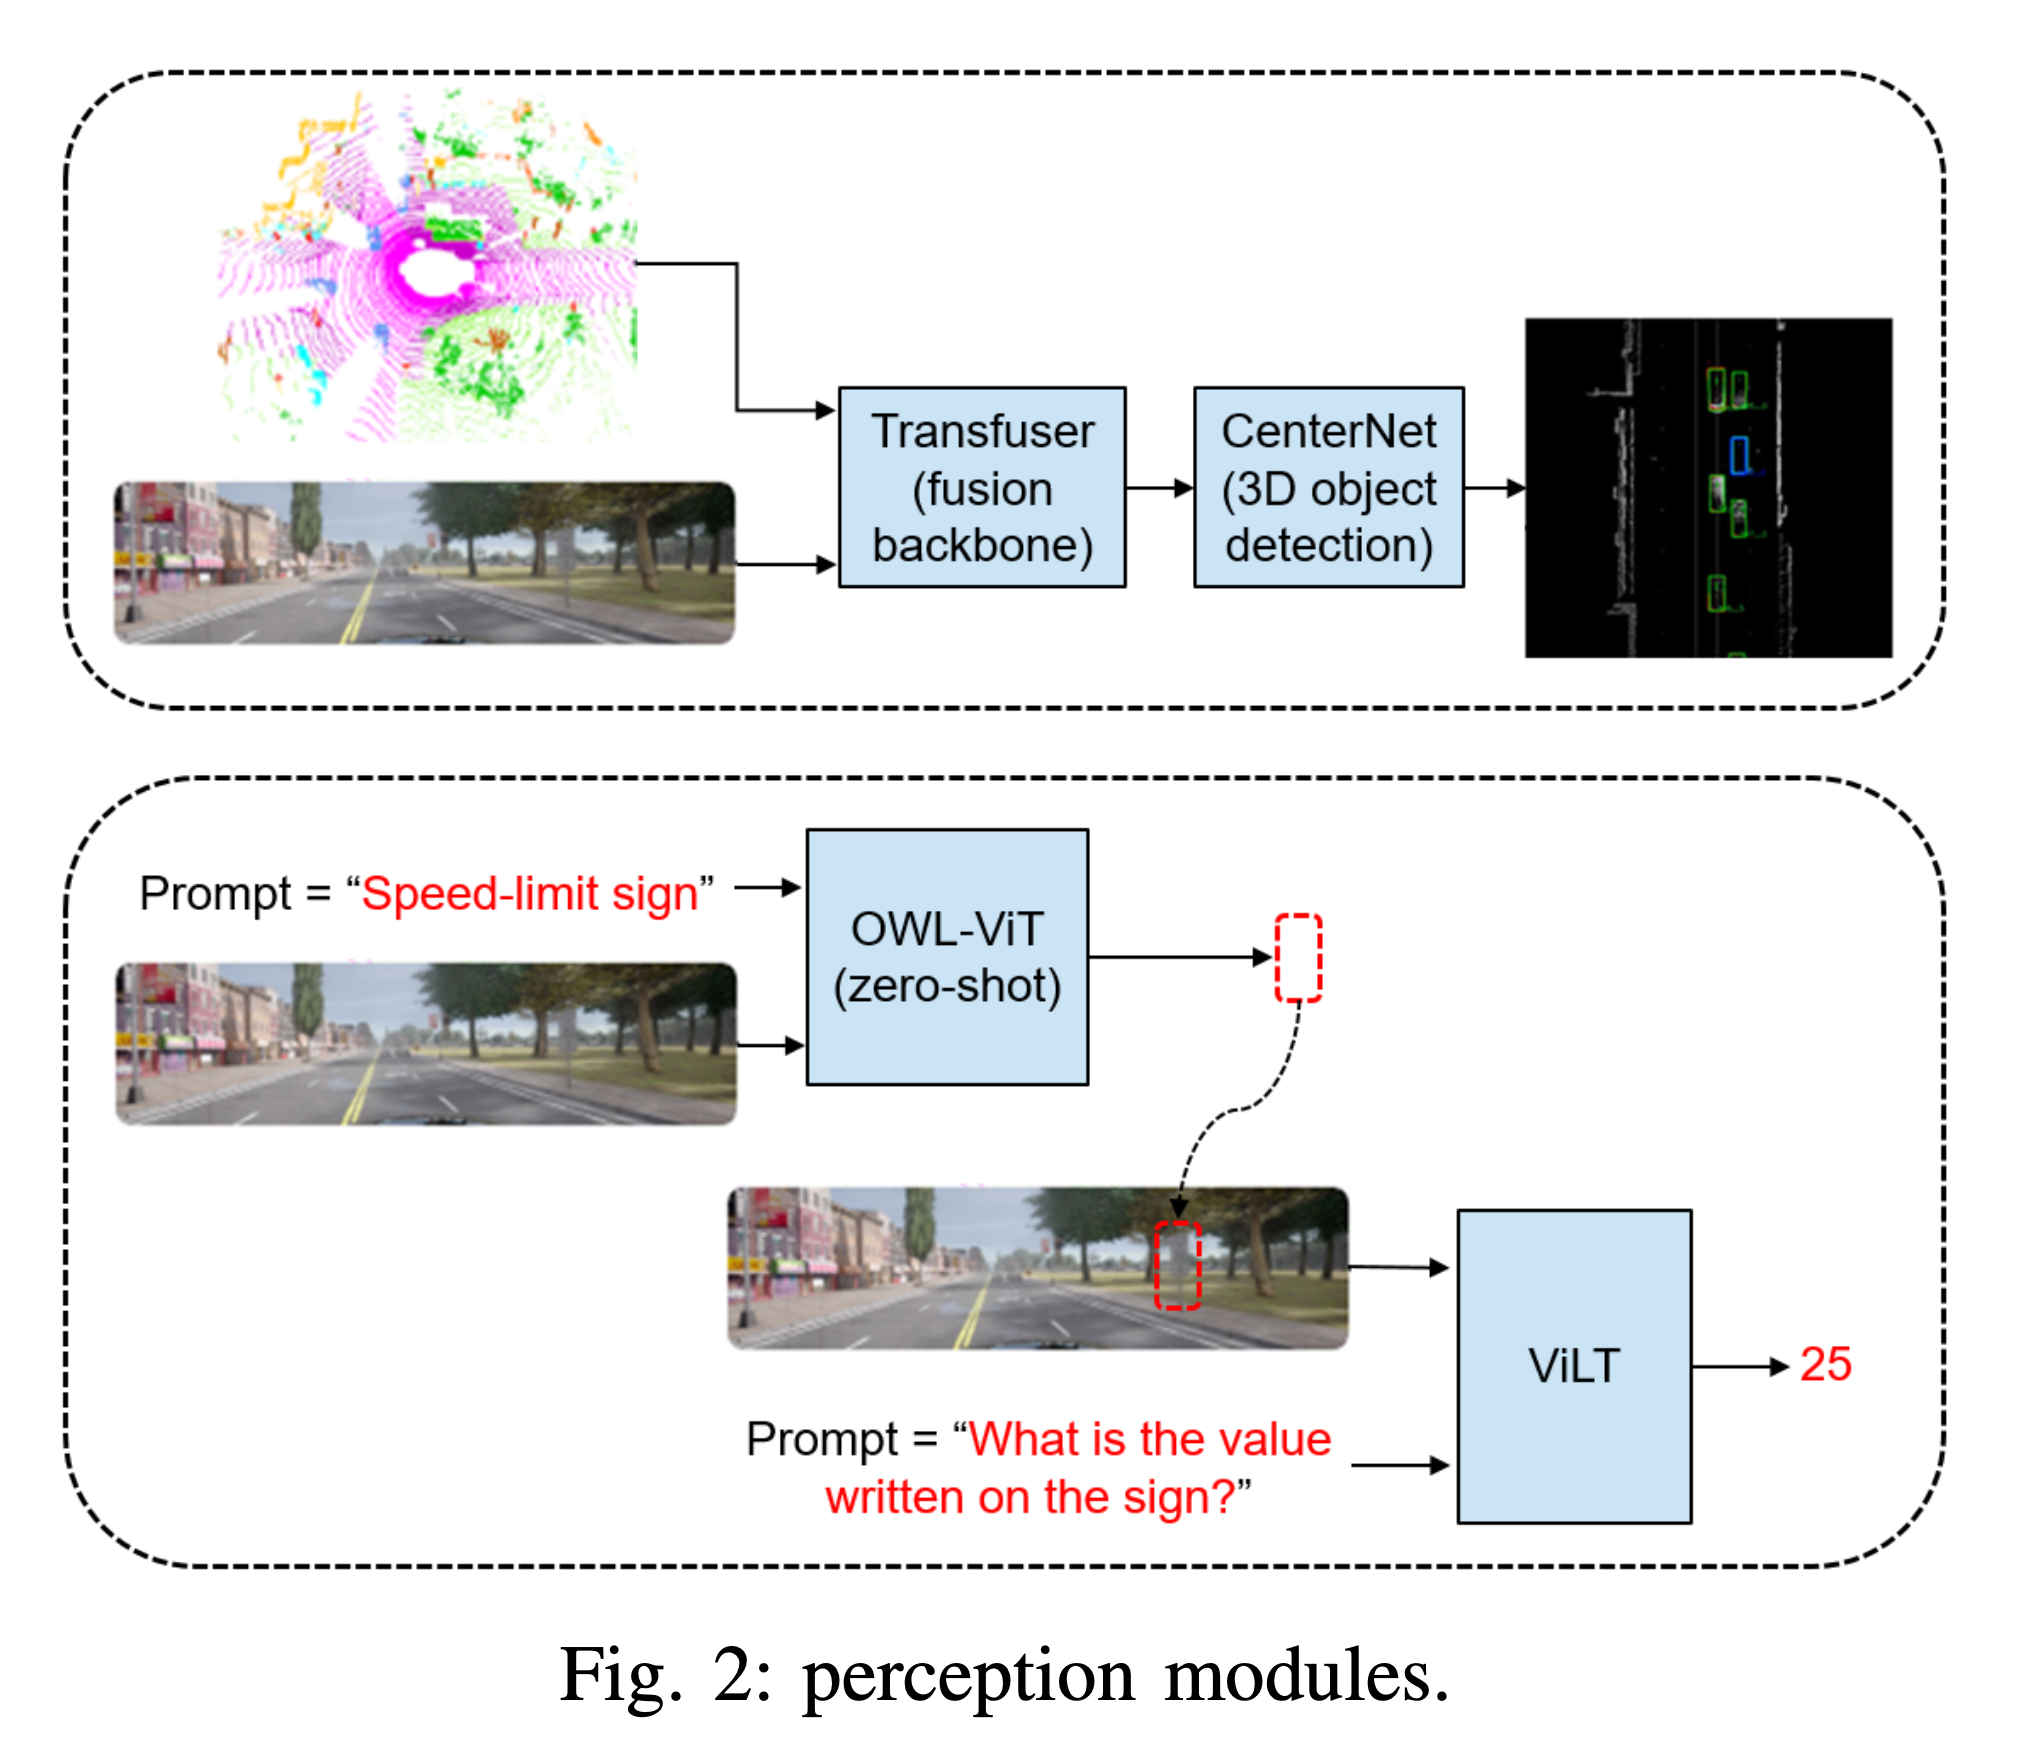 Transfuser
(fusion
backbone)
CenterNet
(3D object
detection)
Prompt = “Speed-limit sign”
OWL-ViT
(zero-shot)
Prompt = “What is the value
written on the sign?”
ViLT
25
Fig. 2: perception modules.